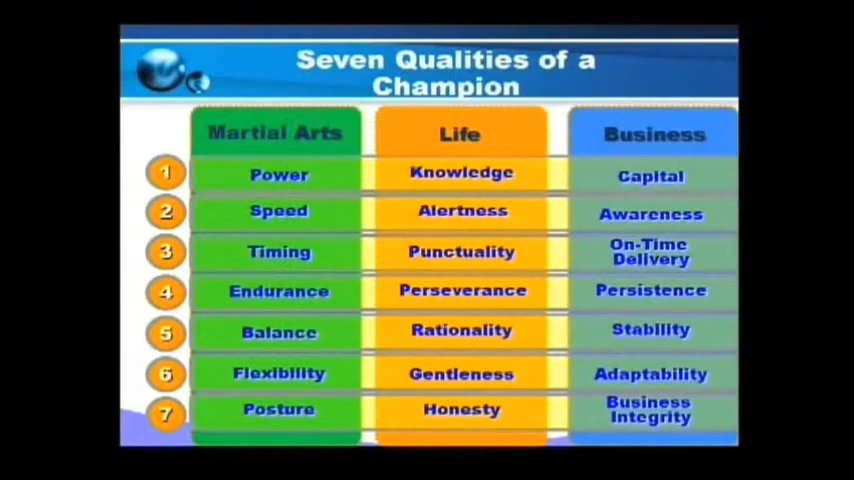 Seven Qualities of a
Champion
Martial Arts Life Business
1 Power Knowledge Capital
2 Speed Alertness Awareness
3 Timing Punctuality On-Time
Delivery
4 Endurance Perseverance Persistence
5 Balance Rationality Stability
6 Flexibility Gentleness Adaptability
7 Posture Honesty Business
Integrity